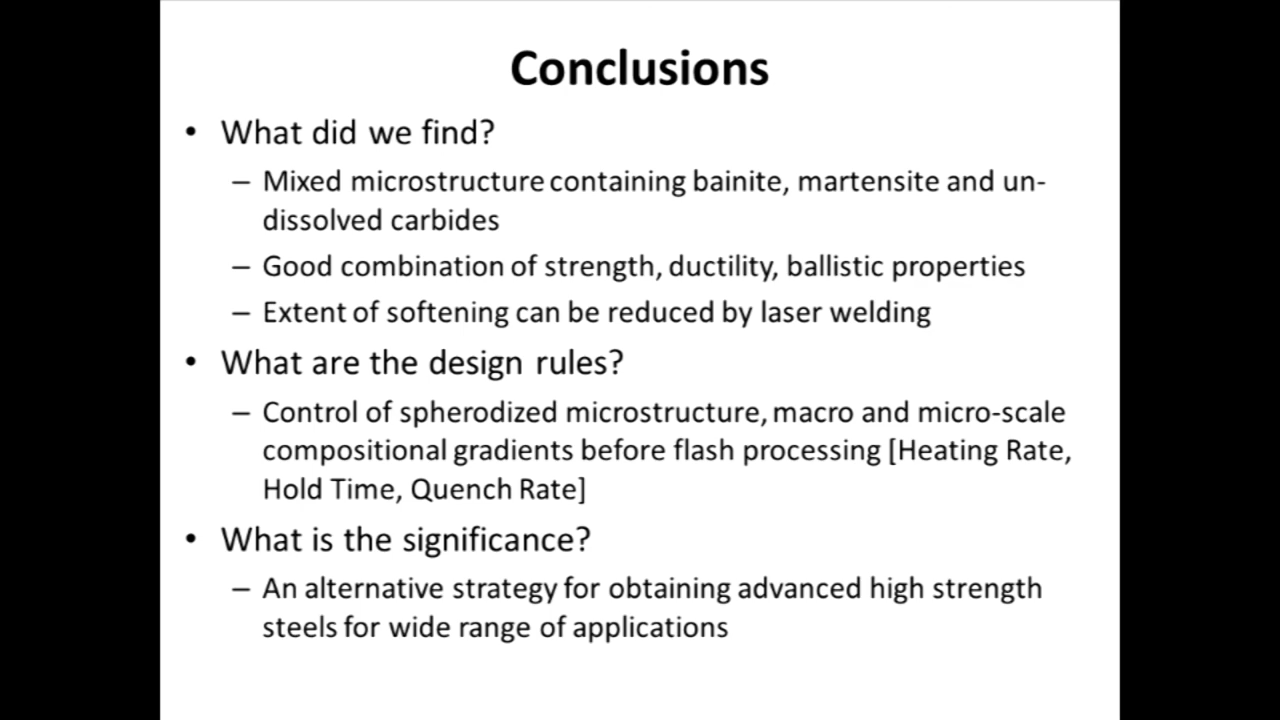 Conclusions
• What did we find?
– Mixed microstructure containing bainite, martensite and un-
dissolved carbides
– Good combination of strength, ductility, ballistic properties
– Extent of softening can be reduced by laser welding
• What are the design rules?
– Control of spherodized microstructure, macro and micro-scale
compositional gradients before flash processing [Heating Rate,
Hold Time, Quench Rate]
• What is the significance?
– An alternative strategy for obtaining advanced high strength
steels for wide range of applications